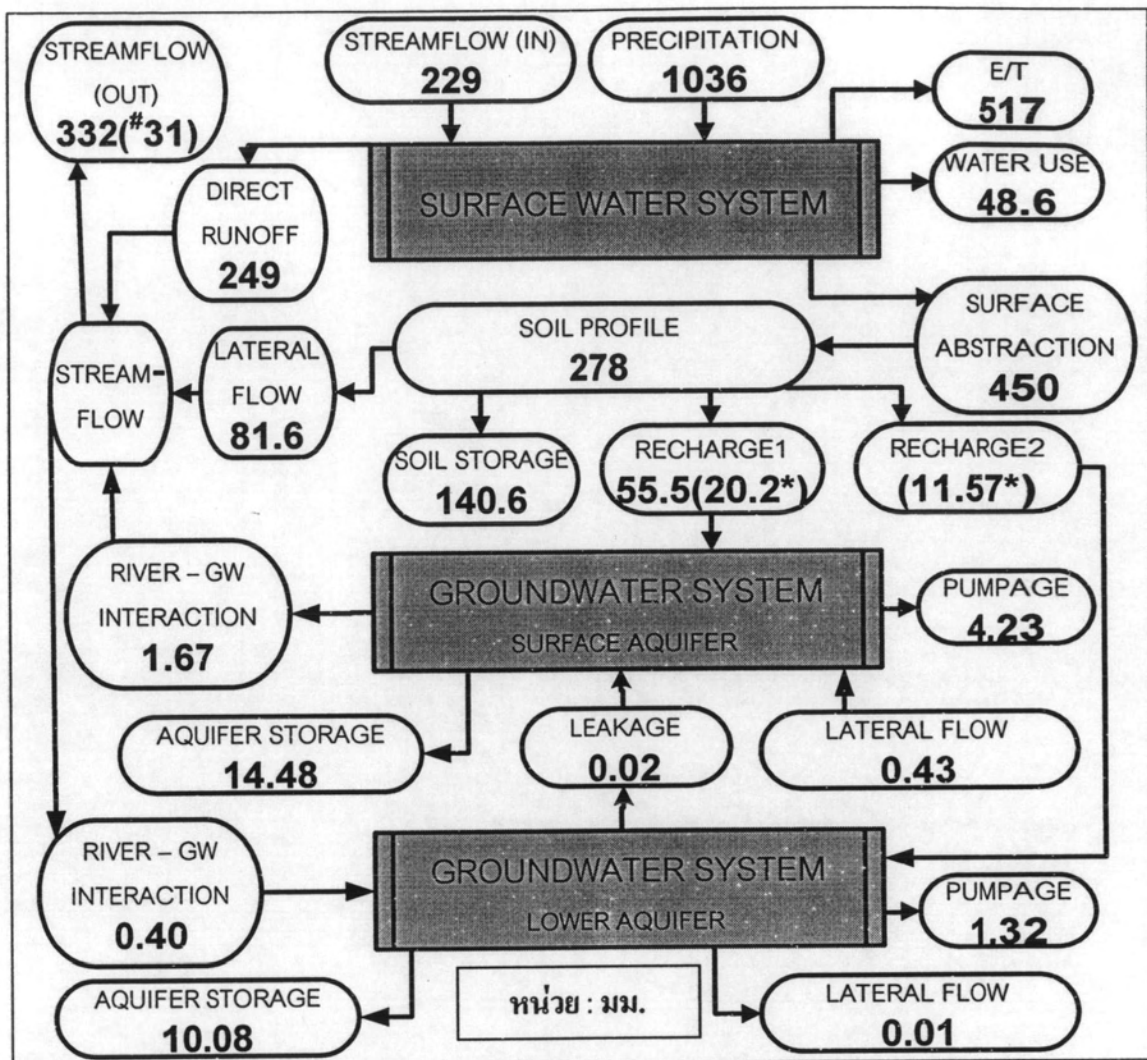 STREAMFLOW
(OUT)
332(#31)
STREAMFLOW (IN)
229
PRECIPITATION
1036
E/T
517
WATER USE
48.6
DIRECT
RUNOFF
249
SURFACE WATER SYSTEM
SURFACE
ABSTRACTION
450
SOIL PROFILE
278
STREAM-
FLOW
LATERAL
FLOW
81.6
SOIL STORAGE
140.6
RECHARGE1
55.5(20.2*)
RECHARGE2
(11.57*)
RIVER – GW
INTERACTION
1.67
GROUNDWATER SYSTEM
SURFACE AQUIFER
PUMPAGE
4.23
AQUIFER STORAGE
14.48
LEAKAGE
0.02
LATERAL FLOW
0.43
RIVER – GW
INTERACTION
0.40
GROUNDWATER SYSTEM
LOWER AQUIFER
PUMPAGE
1.32
AQUIFER STORAGE
10.08
หน่วย : มม.
LATERAL FLOW
0.01